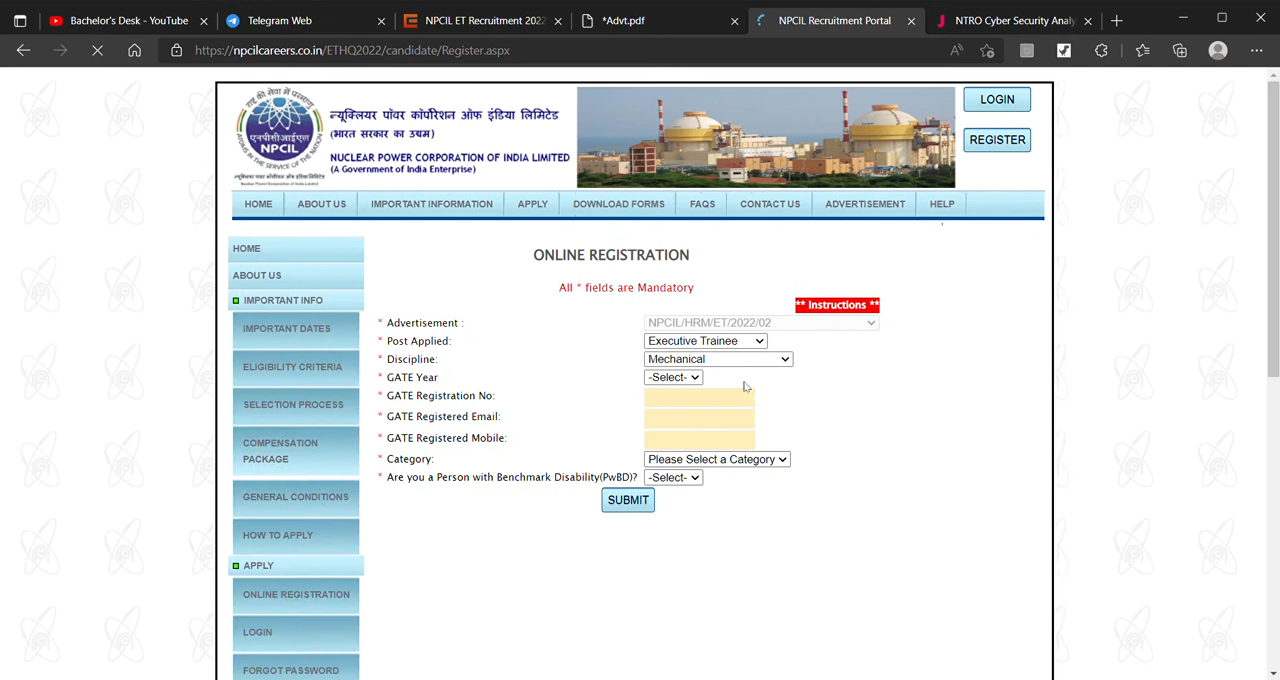 Bachelor's Desk - YouTube
Telegram Web
NPCIL ET Recruitment 2022
*Advt.pdf
NPCIL Recruitment Portal
NTRO Cyber Security Analy
https://npcilcareers.co.in/ETHQ2022/candidate/Register.aspx
एनपीसीआईएल
NPCIL
न्यूक्लियर पॉवर कॉर्पोरेशन ऑफ इंडिया लिमिटेड
(भारत सरकार का उद्यम)
NUCLEAR POWER CORPORATION OF INDIA LIMITED
(A Government of India Enterprise)
LOGIN
REGISTER
HOME ABOUT US IMPORTANT INFORMATION APPLY DOWNLOAD FORMS FAQS CONTACT US ADVERTISEMENT HELP
HOME
ABOUT US
IMPORTANT INFO
IMPORTANT DATES
ELIGIBILITY CRITERIA
SELECTION PROCESS
COMPENSATION
PACKAGE
GENERAL CONDITIONS
HOW TO APPLY
APPLY
ONLINE REGISTRATION
LOGIN
FORGOT PASSWORD
ONLINE REGISTRATION
All * fields are Mandatory
** Instructions **
* Advertisement : NPCIL/HRM/ET/2022/02
* Post Applied: Executive Trainee
* Discipline: Mechanical
* GATE Year -Select-
* GATE Registration No:
* GATE Registered Email:
* GATE Registered Mobile:
* Category: Please Select a Category
* Are you a Person with Benchmark Disability(PwBD)? -Select-
SUBMIT